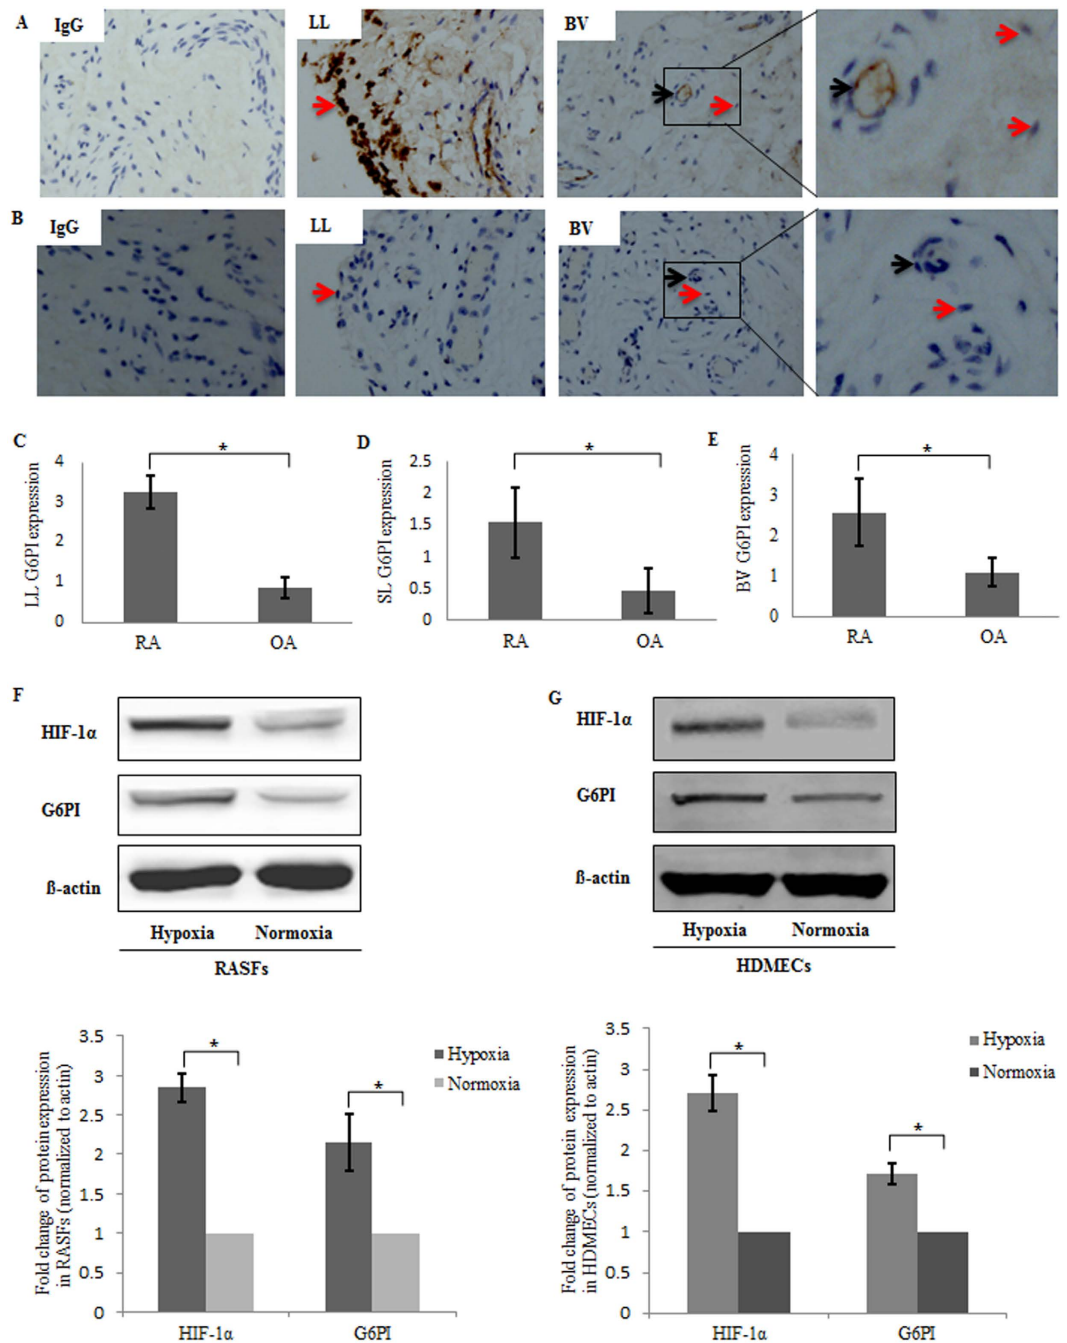 A
IgG
LL
BV
B
IgG
LL
BV
C
LL G6PI expression
4
3
2
1
0
*
RA
OA
D
SL G6PI expression
2.5
2
1.5
1
0.5
0
*
RA
OA
E
BV G6PI expression
4
3
2
1
0
*
RA
OA
F
HIF-1α
G6PI
ß-actin
Hypoxia Normoxia
RASFs
G
HIF-1α
G6PI
ß-actin
Hypoxia Normoxia
HDMECs
Fold change of protein expression
in RASFs (normalized to actin)
3.5
3
2.5
2
1.5
1
0.5
0
*
*
Hypoxia
Normoxia
HIF-1α
G6PI
Fold change of protein expression
in HDMECs (normalized to actin)
3.5
3
2.5
2
1.5
1
0.5
0
*
*
Hypoxia
Normoxia
HIF-1α
G6PI